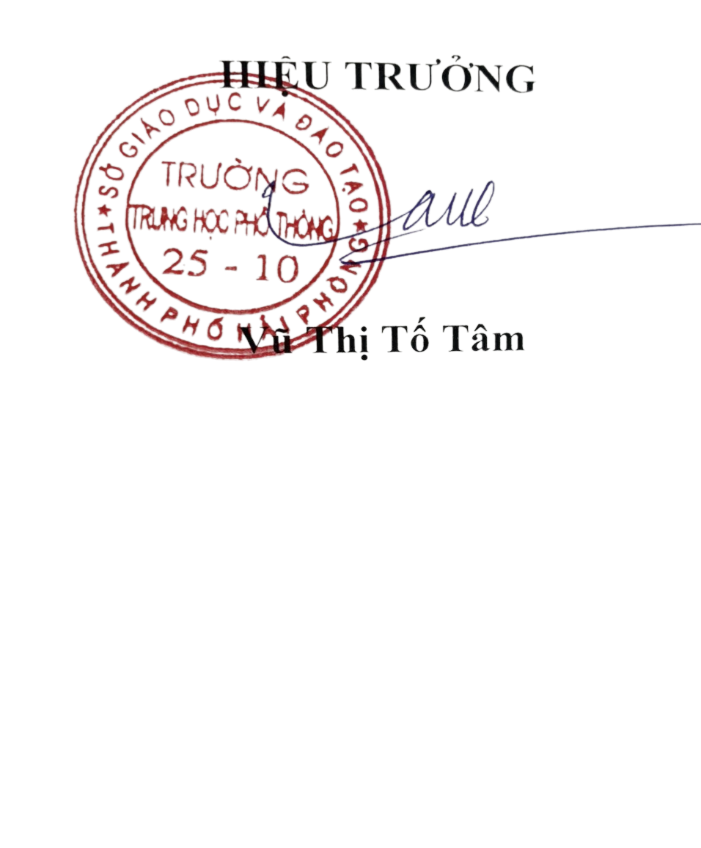 HIỆU TRƯỞNG
SỞ GIÁO DỤC VÀ ĐÀO TẠO
TRƯỜNG
TRUNG HỌC PHỔ THÔNG
25 - 10
★ THÀNH PHỐ HẢI PHÒNG ★
Vũ Thị Tố Tâm